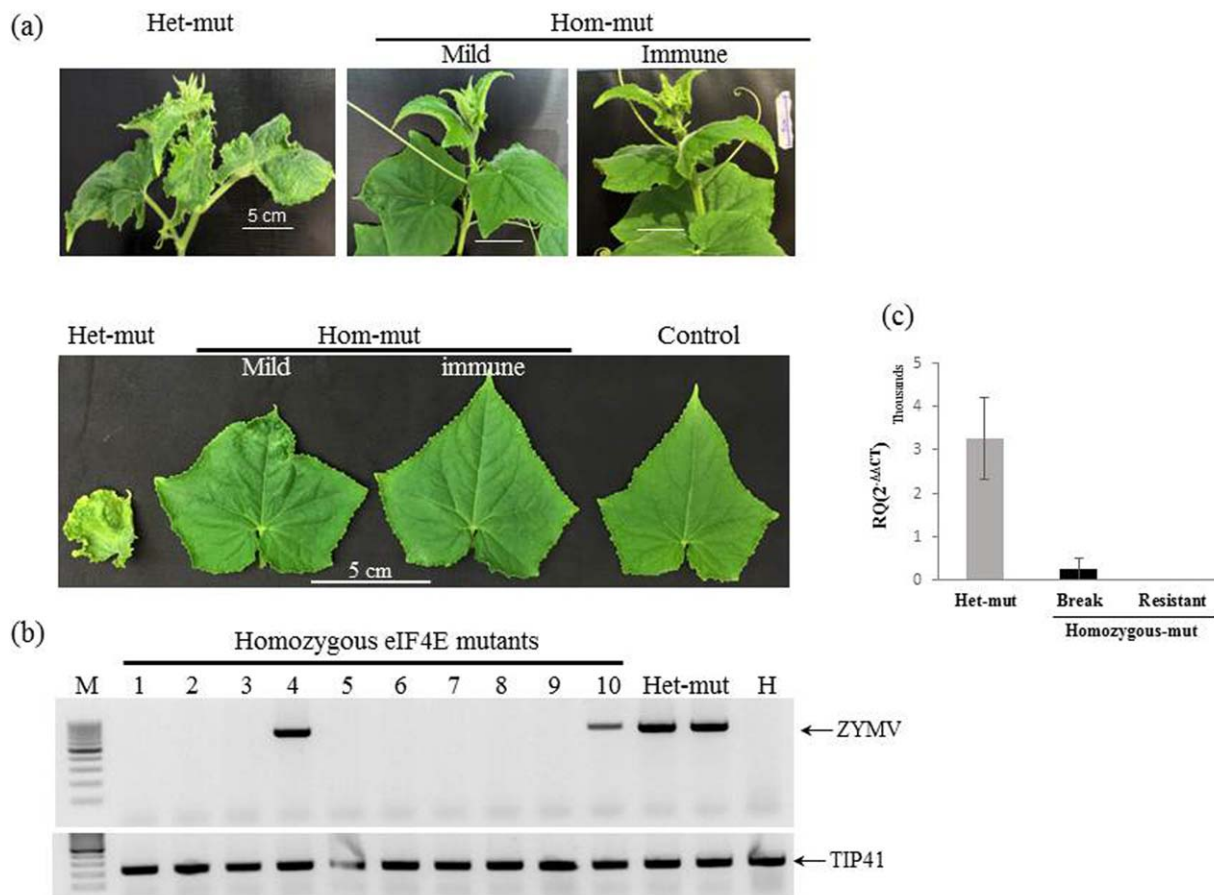 (a)
Het-mut
Hom-mut
Mild
Immune
5 cm
Het-mut
Hom-mut
Control
Mild
immune
5 cm
(c)
Thousands
RQ(2^-ΔΔCT)
5
4
3
2
1
0
Het-mut
Break
Resistant
Homozygous-mut
(b)
Homozygous eIF4E mutants
M 1 2 3 4 5 6 7 8 9 10 Het-mut H
ZYMV
TIP41